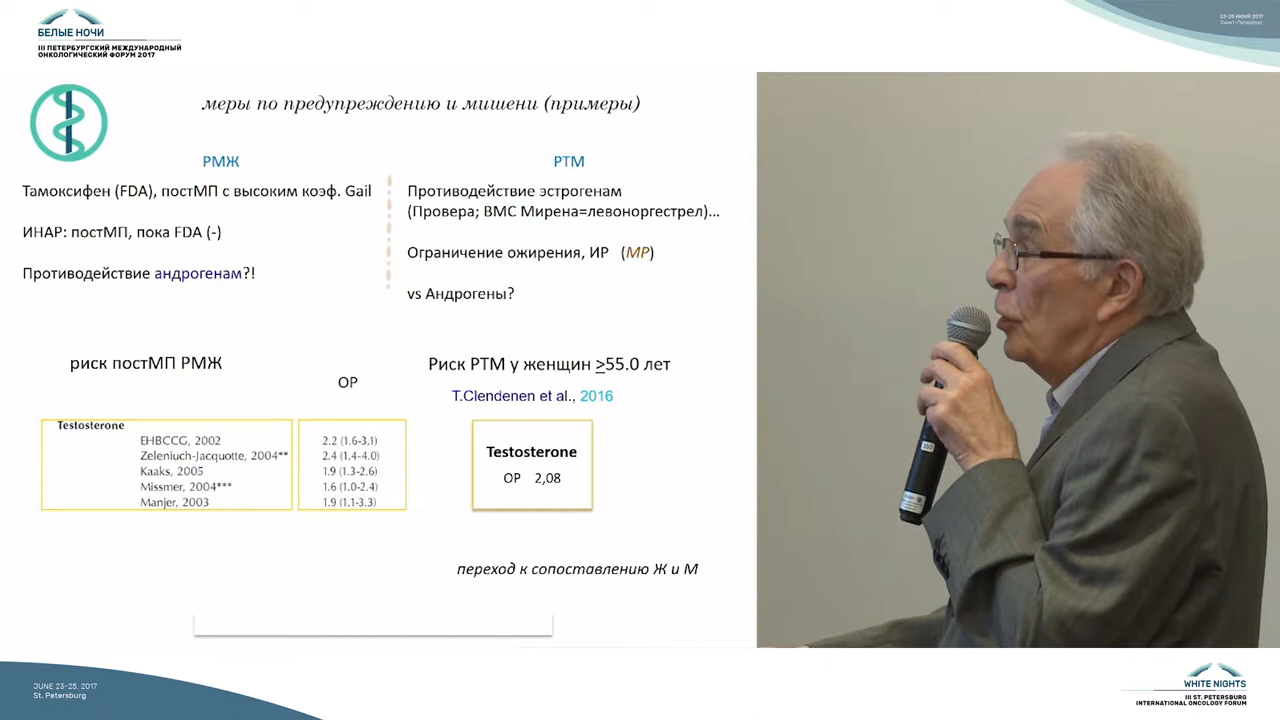 БЕЛЫЕ НОЧИ
III ПЕТЕРБУРГСКИЙ МЕЖДУНАРОДНЫЙ
ОНКОЛОГИЧЕСКИЙ ФОРУМ 2017
23-25 ИЮНЯ 2017
Санкт-Петербург
меры по предупреждению и мишени (примеры)
РМЖ
Тамоксифен (FDA), постМП с высоким коэф. Gail
ИНАР: постМП, пока FDA (-)
Противодействие андрогенам?!
РТМ
Противодействие эстрогенам
(Провера; ВМС Мирена=левоноргестрел)...
Ограничение ожирения, ИР (МР)
vs Андрогены?
риск постМП РМЖ
ОР
Testosterone
EHBCCG, 2002 2.2 (1.6-3.1)
Zeleniuch-Jacquotte, 2004** 2.4 (1.4-4.0)
Kaaks, 2005 1.9 (1.3-2.6)
Missmer, 2004*** 1.6 (1.0-2.4)
Manjer, 2003 1.9 (1.1-3.3)
Риск РТМ у женщин ≥55.0 лет
T.Clendenen et al., 2016
Testosterone
ОР 2,08
переход к сопоставлению Ж и М
JUNE 23-25, 2017
St. Petersburg
WHITE NIGHTS
III ST. PETERSBURG
INTERNATIONAL ONCOLOGY FORUM